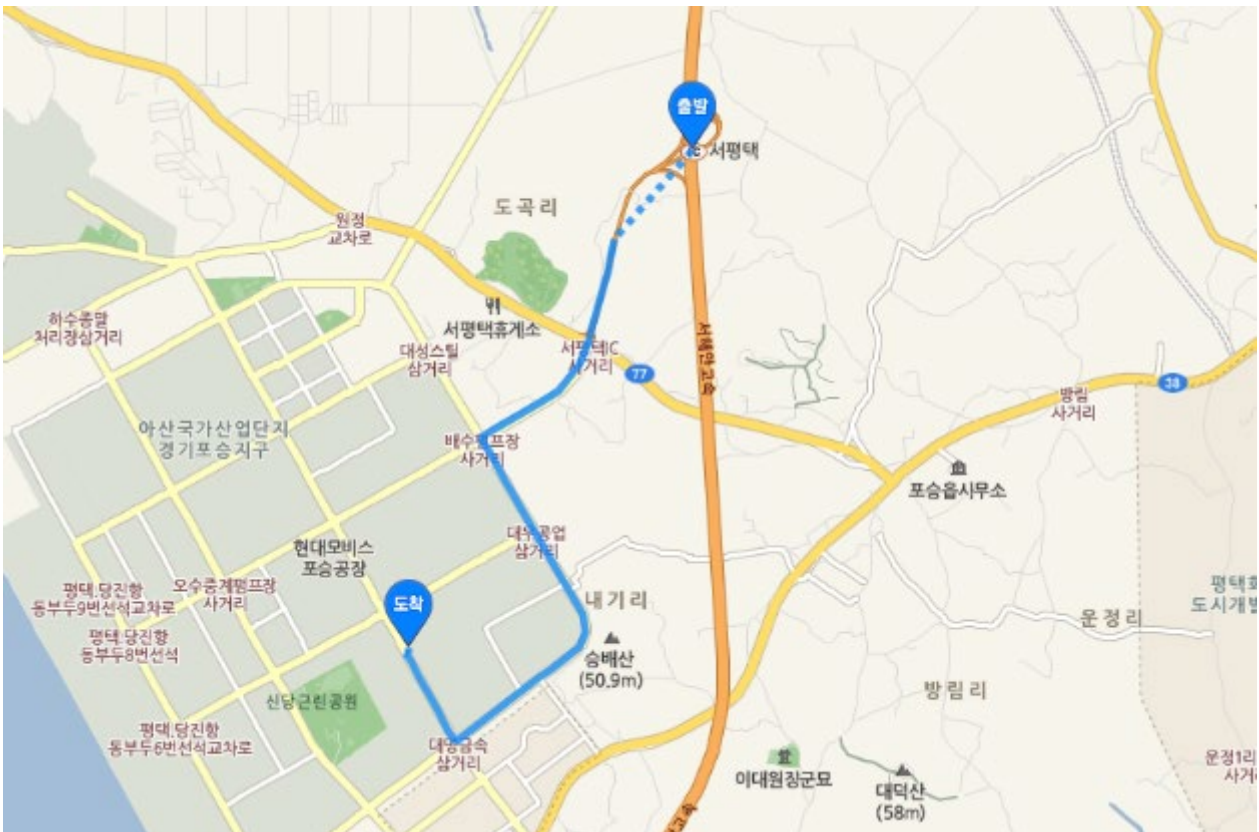 출발
서평택
도곡리
원정
교차로
서평택휴게소
하수종말
처리장삼거리
대성스틸
삼거리
서평택IC
사거리
77
서해안고속
38
방림
사거리
아산국가산업단지
경기포승지구
배수펌프장
사거리
포승읍사무소
대우공업
삼거리
현대모비스
포승공장
평택.당진항
동부두9번선석교차로
오수중계펌프장
사거리
도착
내기리
평택화
도시개발
운정리
평택.당진항
동부두8번선석
승배산
(50.9m)
방림리
신당근린공원
평택.당진항
동부두6번선석교차로
삼거리
이대원장군묘
대덕산
(58m)
운정1리
사거리
고속